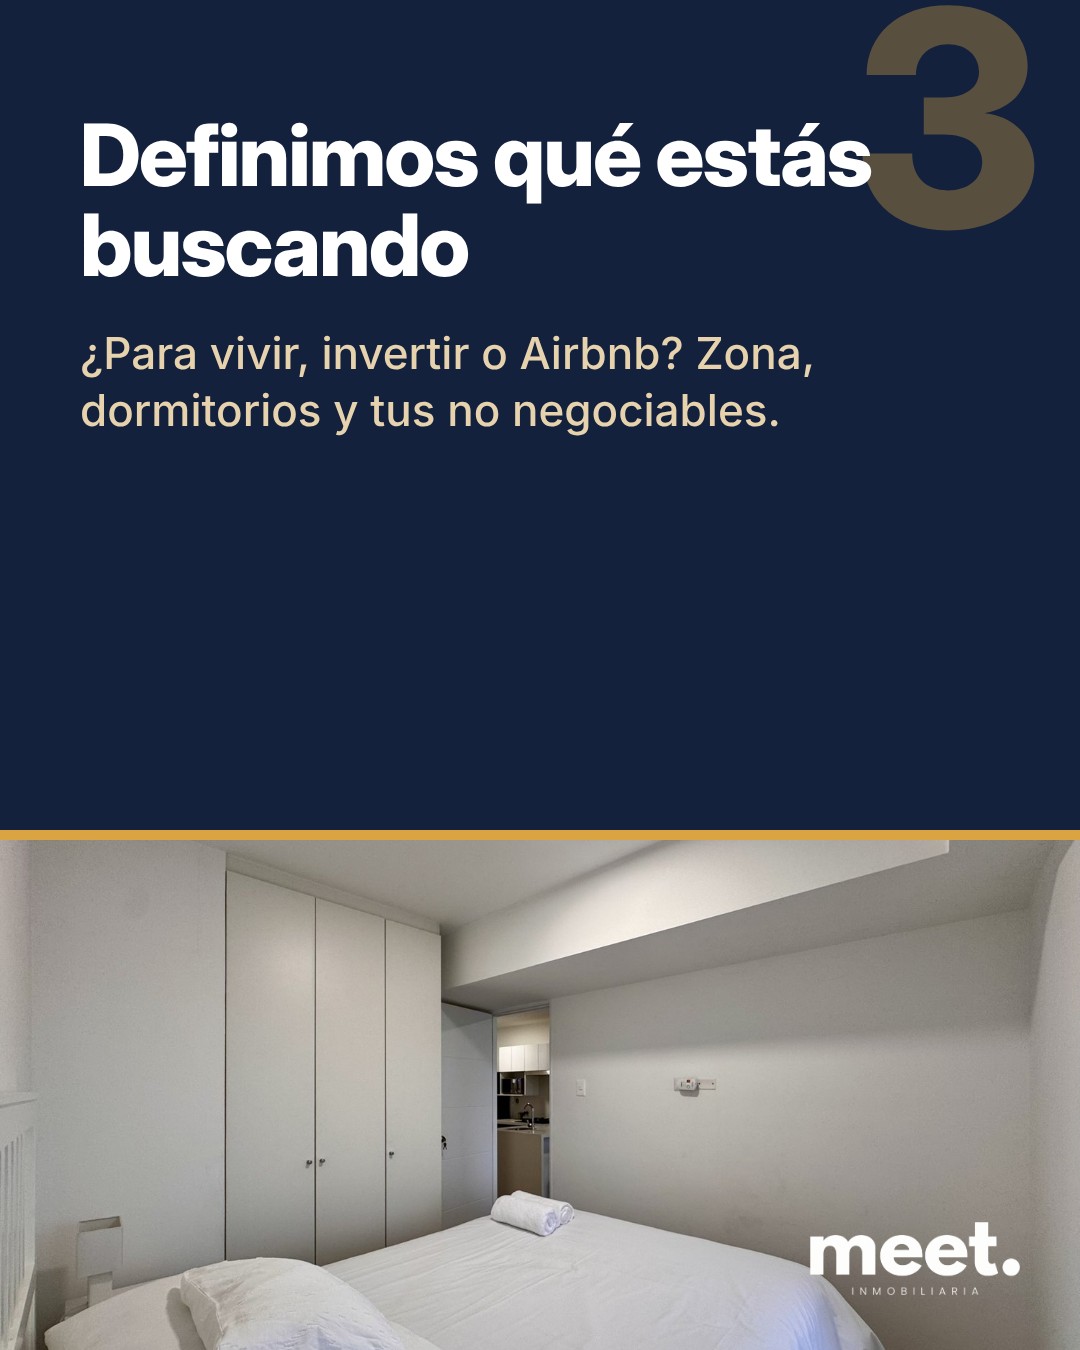 3
Definimos qué estás
buscando
¿Para vivir, invertir o Airbnb? Zona,
dormitorios y tus no negociables.
meet.
INMOBILIARIA